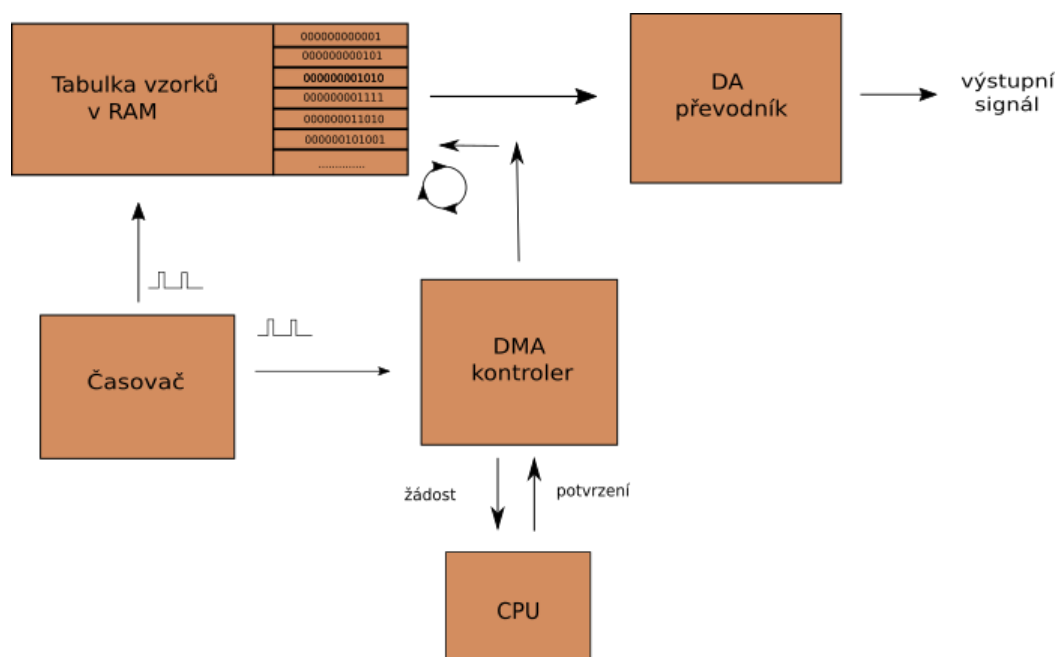 Tabulka vzorků
v RAM
000000000001
000000000101
000000001010
000000001111
000000011010
000000101001
..............
DA
převodník
výstupní
signál
Časovač
DMA
kontroler
žádost
potvrzení
CPU